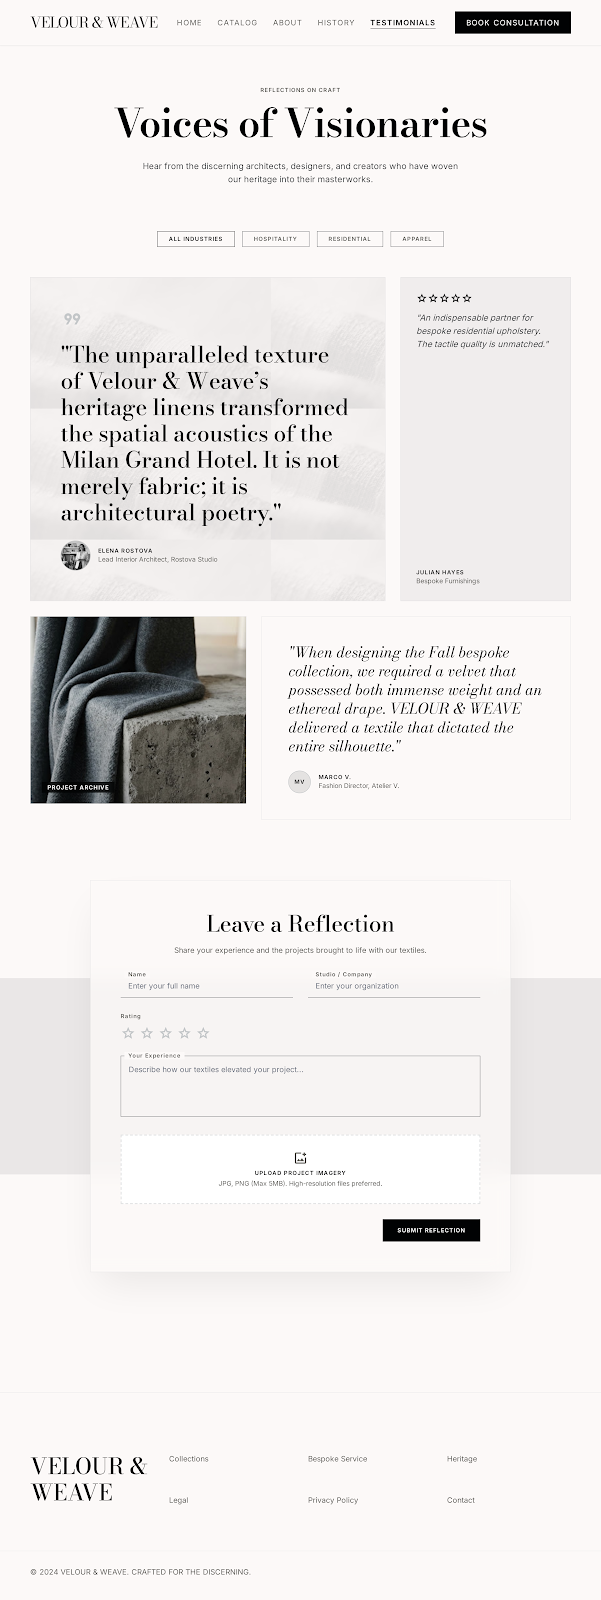 VELOUR & WEAVE
HOME
CATALOG
ABOUT
HISTORY
TESTIMONIALS
BOOK CONSULTATION
REFLECTIONS ON CRAFT
Voices of Visionaries
Hear from the discerning architects, designers, and creators who have woven
our heritage into their masterworks.
ALL INDUSTRIES
HOSPITALITY
RESIDENTIAL
APPAREL
"The unparalleled texture
of Velour & Weave’s
heritage linens transformed
the spatial acoustics of the
Milan Grand Hotel. It is not
merely fabric; it is
architectural poetry."
ELENA ROSTOVA
Lead Interior Architect, Rostova Studio
"An indispensable partner for
bespoke residential upholstery.
The tactile quality is unmatched."
JULIAN HAYES
Bespoke Furnishings
PROJECT ARCHIVE
"When designing the Fall bespoke
collection, we required a velvet that
possessed both immense weight and an
ethereal drape. VELOUR & WEAVE
delivered a textile that dictated the
entire silhouette."
MV
MARCO V.
Fashion Director, Atelier V.
Leave a Reflection
Share your experience and the projects brought to life with our textiles.
Name
Enter your full name
Studio / Company
Enter your organization
Rating
Your Experience
Describe how our textiles elevated your project...
UPLOAD PROJECT IMAGERY
JPG, PNG (Max 5MB). High-resolution files preferred.
SUBMIT REFLECTION
VELOUR &
WEAVE
Collections
Bespoke Service
Heritage
Legal
Privacy Policy
Contact
© 2024 VELOUR & WEAVE. CRAFTED FOR THE DISCERNING.